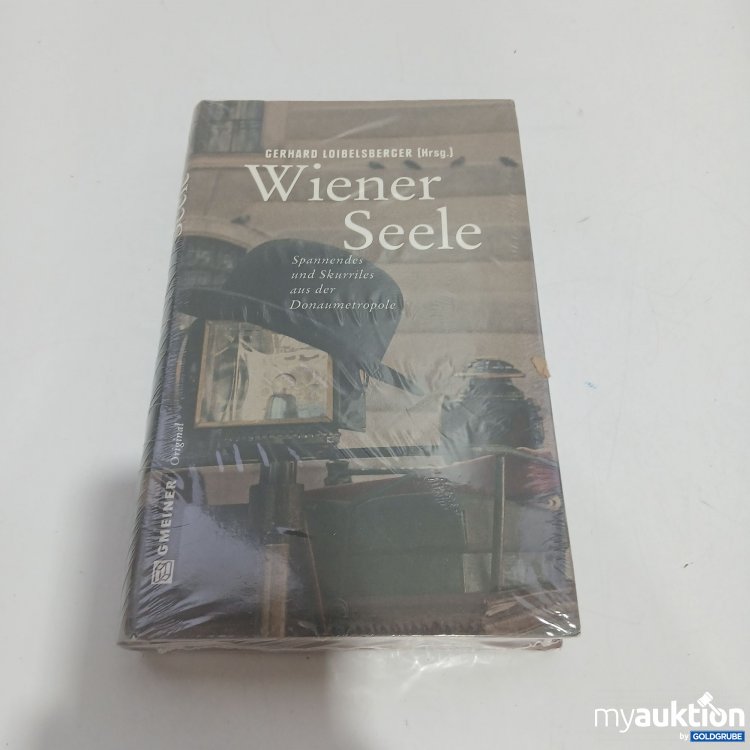 GERHARD LOIBELSBERGER (Hrsg.)
Wiener
Seele
Spannendes
und Skurriles
aus der
Donaumetropole
GMEINER Original
myauktion
by GOLDGRUBE